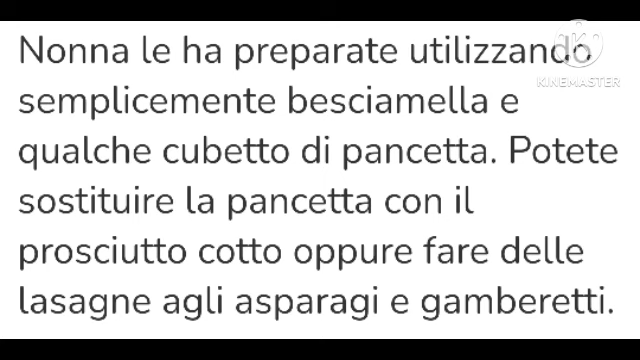 Nonna le ha preparate utilizzando
semplicemente besciamella e
qualche cubetto di pancetta. Potete
sostituire la pancetta con il
prosciutto cotto oppure fare delle
lasagne agli asparagi e gamberetti.
KINEMASTER